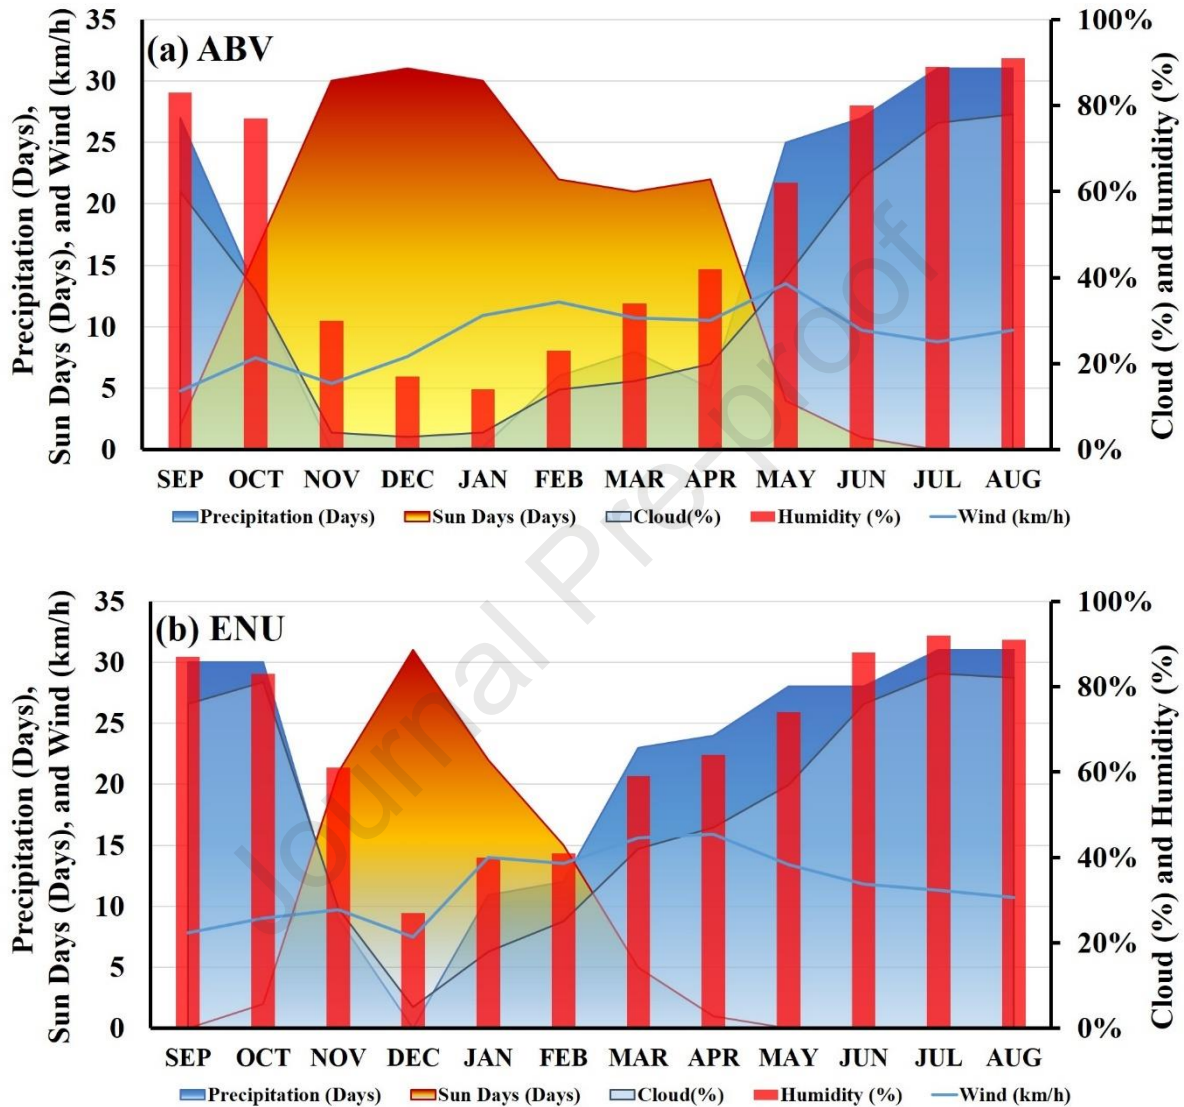 (a) ABV
Precipitation (Days),
Sun Days (Days), and Wind (km/h)
35
30
25
20
15
10
5
0
100%
80%
60%
40%
20%
0%
Cloud (%) and Humidity (%)
SEP OCT NOV DEC JAN FEB MAR APR MAY JUN JUL AUG
Precipitation (Days) Sun Days (Days) Cloud(%) Humidity (%) Wind (km/h)
Journal Pre-proof
(b) ENU
Precipitation (Days),
Sun Days (Days), and Wind (km/h)
35
30
25
20
15
10
5
0
100%
80%
60%
40%
20%
0%
Cloud (%) and Humidity (%)
SEP OCT NOV DEC JAN FEB MAR APR MAY JUN JUL AUG
Precipitation (Days) Sun Days (Days) Cloud(%) Humidity (%) Wind (km/h)